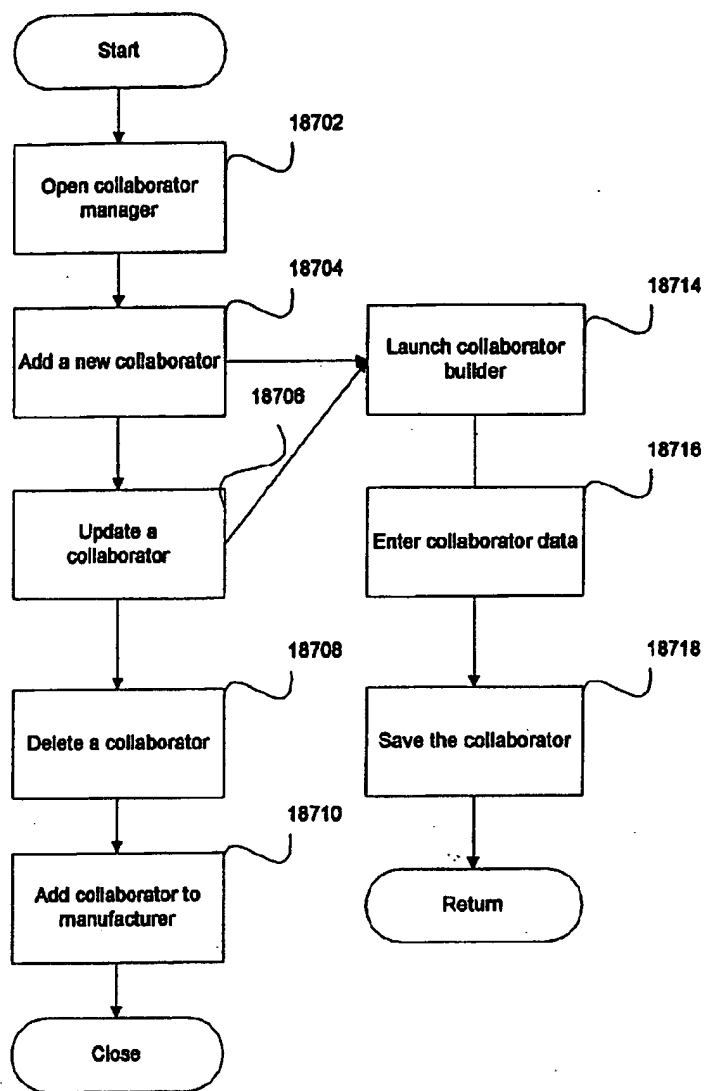 Start
18702
Open collaborator
manager
18704
Add a new collaborator
18706
Update a
collaborator
18708
Delete a collaborator
18710
Add collaborator to
manufacturer
Close
18714
Launch collaborator
builder
18716
Enter collaborator data
18718
Save the collaborator
Return